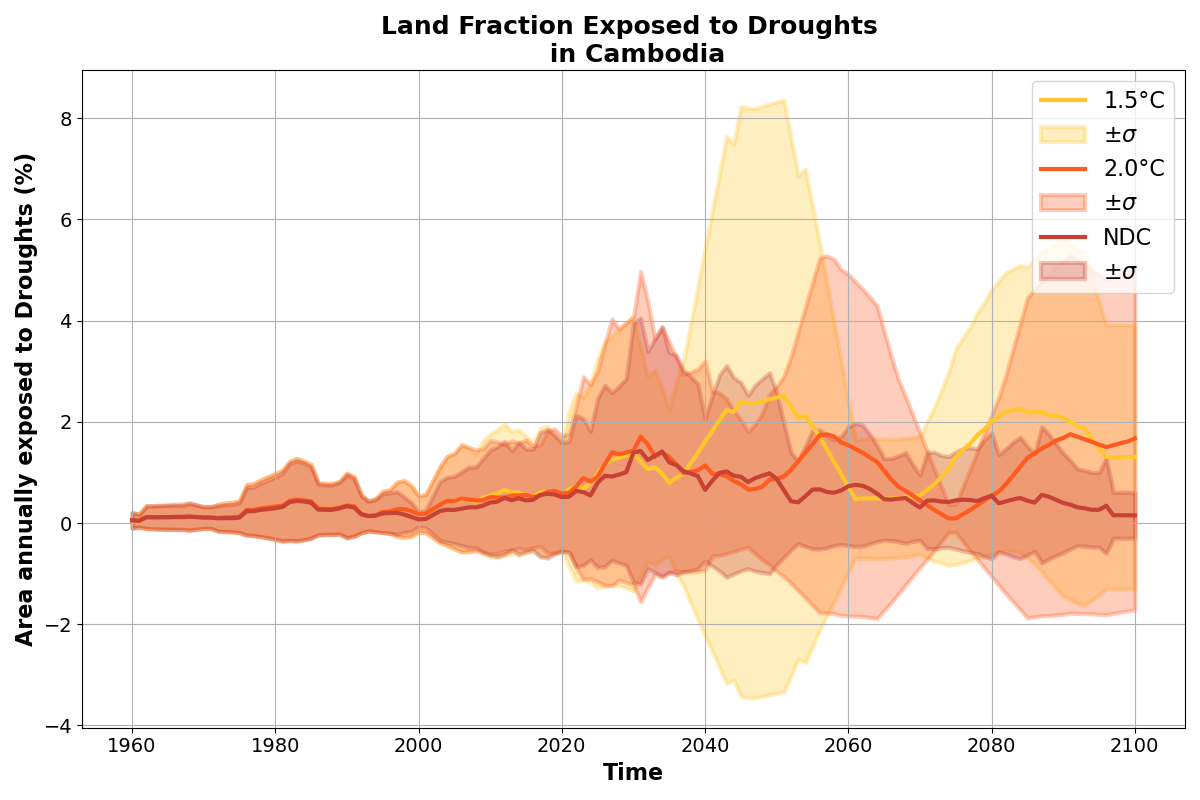 Land Fraction Exposed to Droughts
in Cambodia
Area annually exposed to Droughts (%)
8
6
4
2
0
−2
−4
1.5°C
±σ
2.0°C
±σ
NDC
±σ
1960 1980 2000 2020 2040 2060 2080 2100
Time